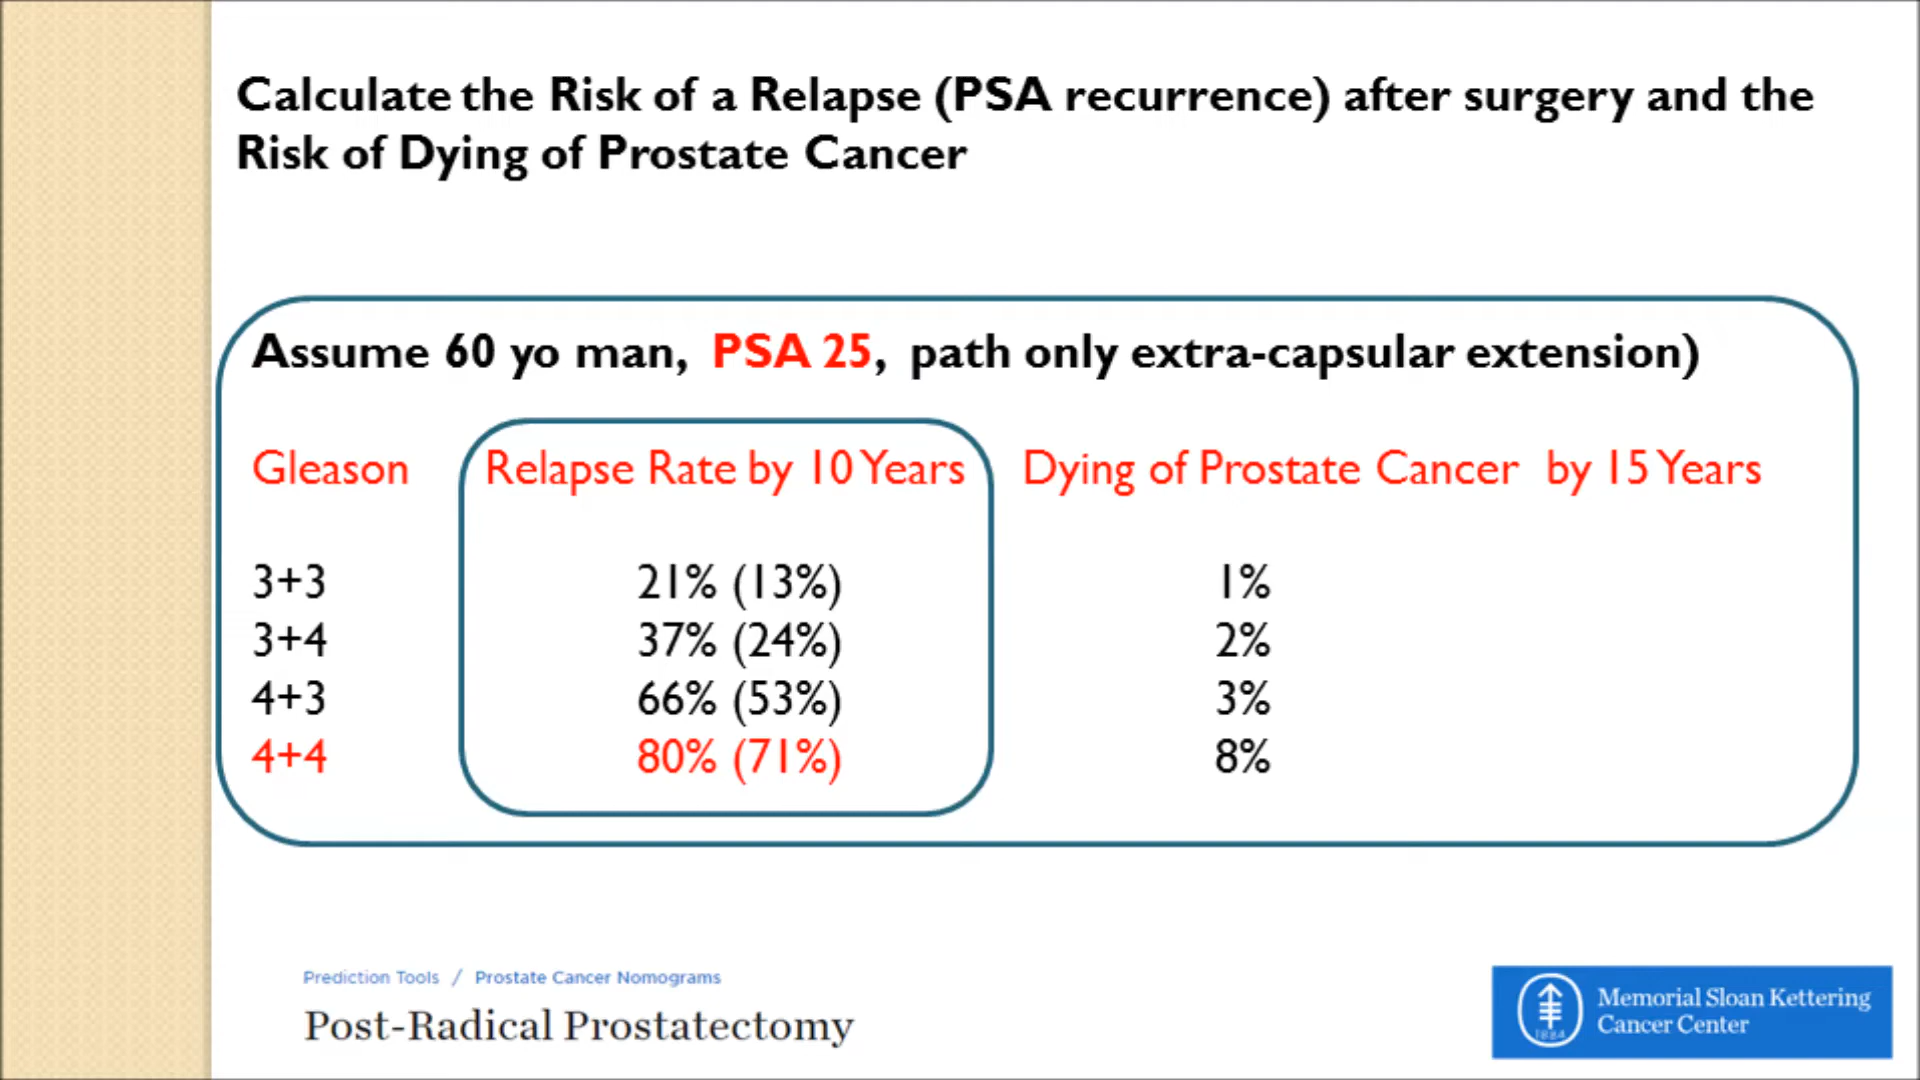 Calculate the Risk of a Relapse (PSA recurrence) after surgery and the
Risk of Dying of Prostate Cancer
Assume 60 yo man, PSA 25, path only extra-capsular extension)
Gleason Relapse Rate by 10 Years Dying of Prostate Cancer by 15 Years
3+3 21% (13%) 1%
3+4 37% (24%) 2%
4+3 66% (53%) 3%
4+4 80% (71%) 8%
Prediction Tools / Prostate Cancer Nomograms
Post-Radical Prostatectomy
Memorial Sloan Kettering
Cancer Center
1884